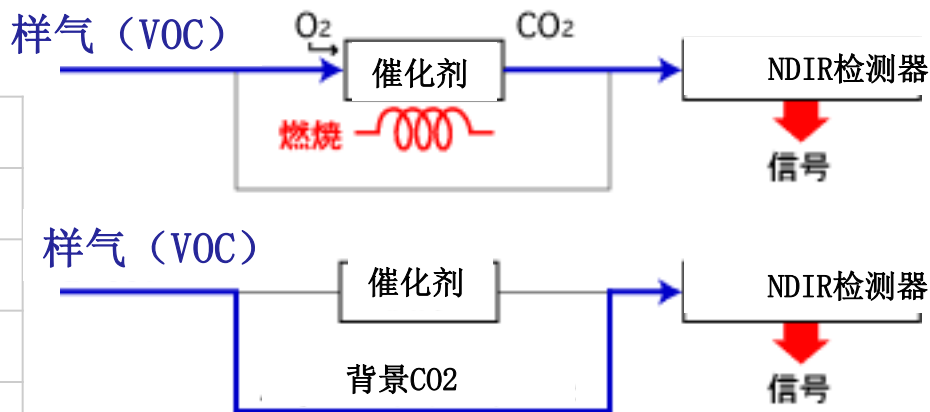 样气（VOC）
O2
CO2
催化剂
NDIR检测器
燃焼
信号
样气（VOC）
催化剂
NDIR检测器
背景CO2
信号